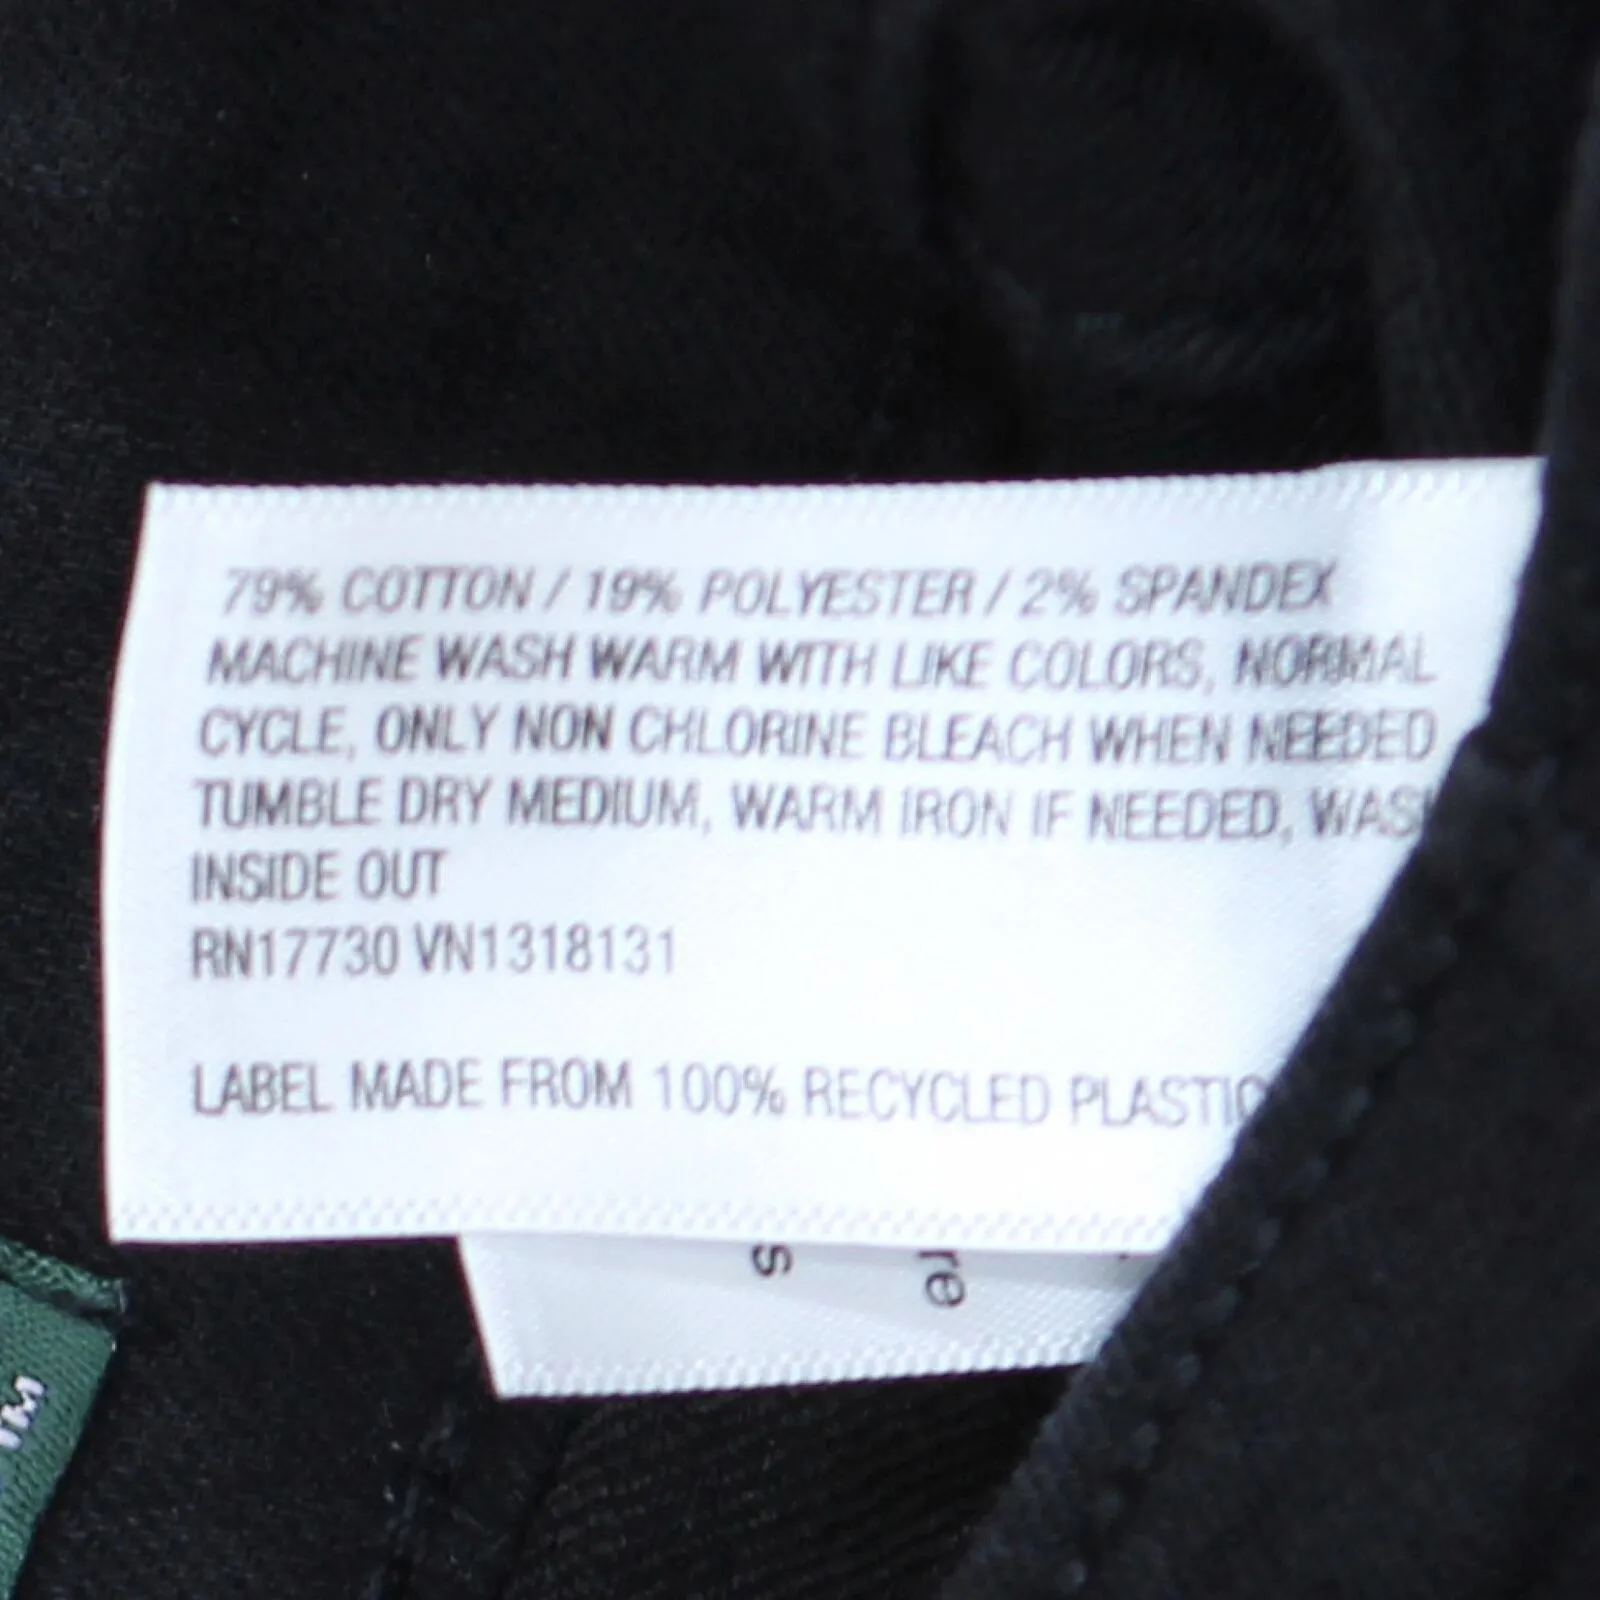 79% COTTON / 19% POLYESTER / 2% SPANDEX
MACHINE WASH WARM WITH LIKE COLORS, NORMAL
CYCLE, ONLY NON CHLORINE BLEACH WHEN NEEDED
TUMBLE DRY MEDIUM, WARM IRON IF NEEDED, WASH
INSIDE OUT
RN17730 VN1318131
LABEL MADE FROM 100% RECYCLED PLASTIC
s
re
TM